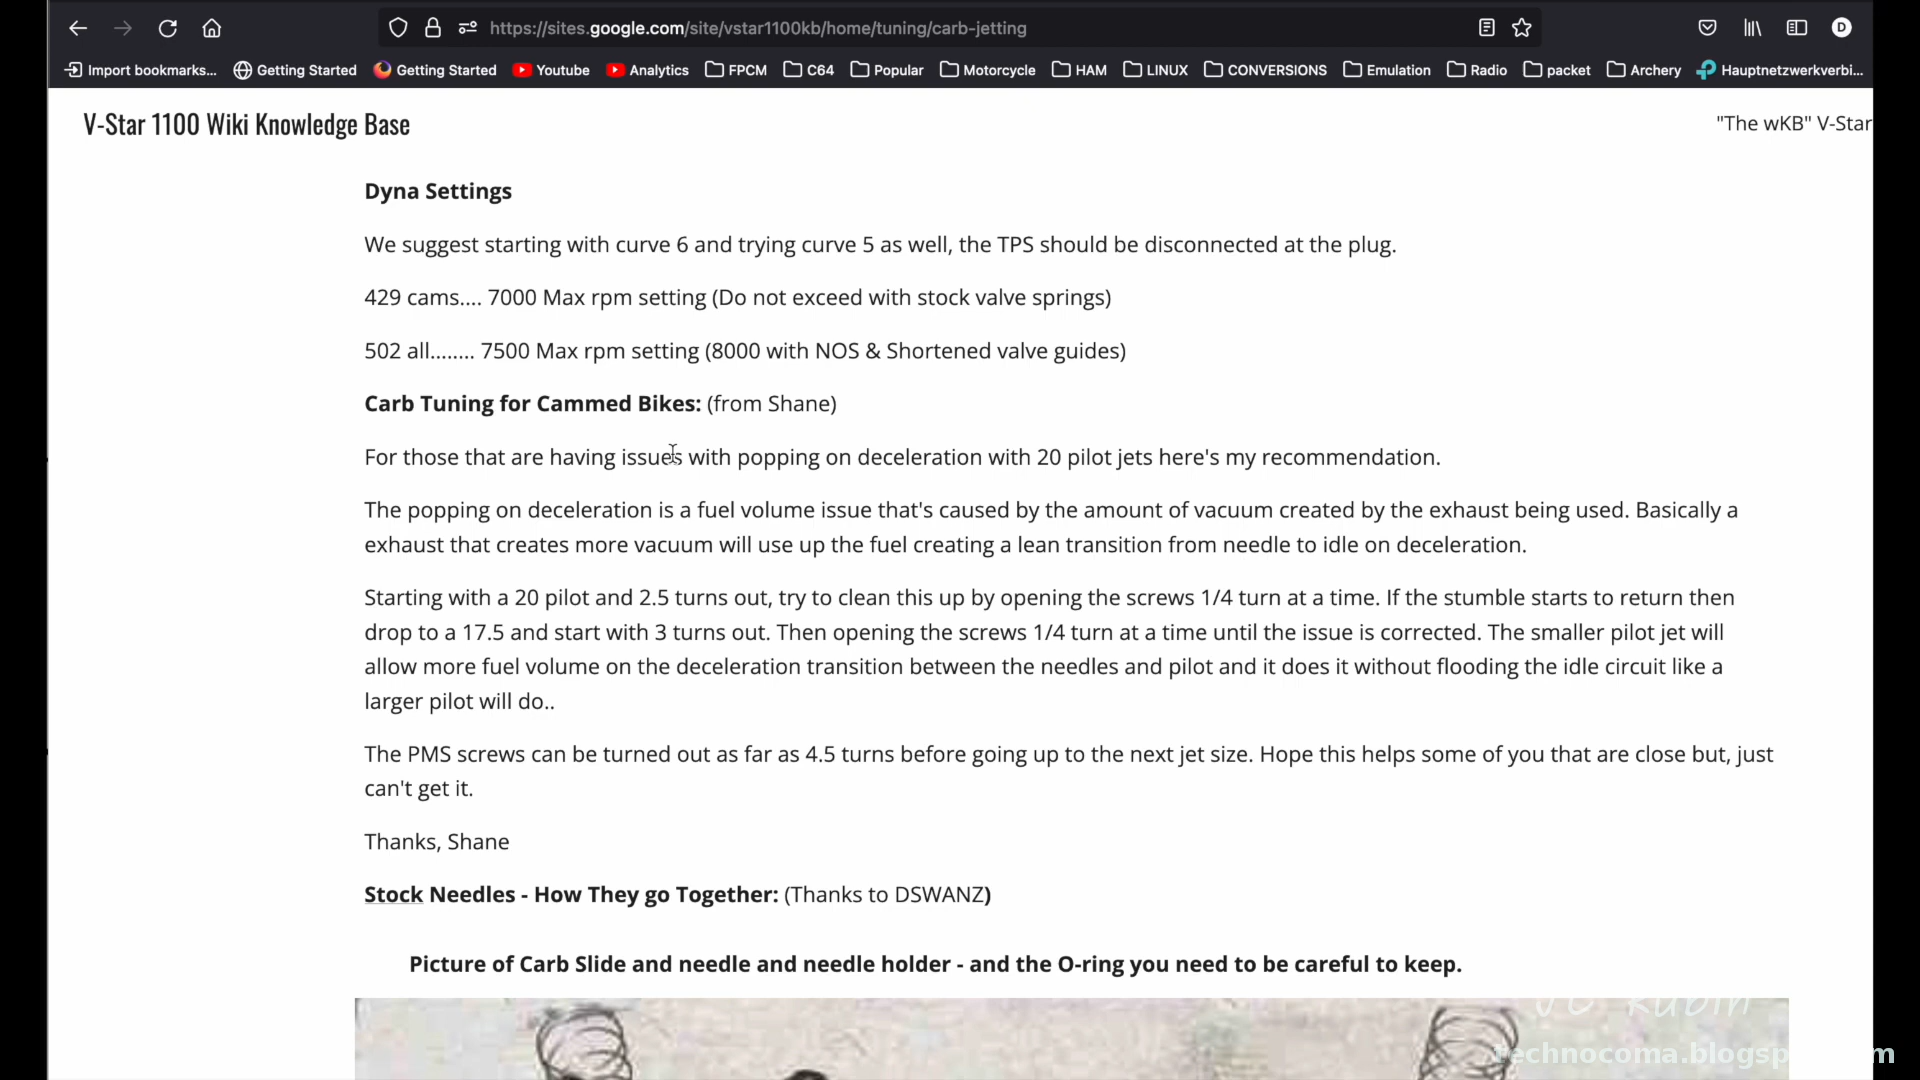 https://sites.google.com/site/vstar1100kb/home/tuning/carb-jetting
D
Import bookmarks... Getting Started Getting Started Youtube Analytics FPCM C64 Popular Motorcycle HAM LINUX CONVERSIONS Emulation Radio packet Archery Hauptnetzwerkverbi...
V-Star 1100 Wiki Knowledge Base
"The wKB" V-Star
Dyna Settings
We suggest starting with curve 6 and trying curve 5 as well, the TPS should be disconnected at the plug.
429 cams.... 7000 Max rpm setting (Do not exceed with stock valve springs)
502 all........ 7500 Max rpm setting (8000 with NOS & Shortened valve guides)
Carb Tuning for Cammed Bikes: (from Shane)
For those that are having issues with popping on deceleration with 20 pilot jets here's my recommendation.
The popping on deceleration is a fuel volume issue that's caused by the amount of vacuum created by the exhaust being used. Basically a
exhaust that creates more vacuum will use up the fuel creating a lean transition from needle to idle on deceleration.
Starting with a 20 pilot and 2.5 turns out, try to clean this up by opening the screws 1/4 turn at a time. If the stumble starts to return then
drop to a 17.5 and start with 3 turns out. Then opening the screws 1/4 turn at a time until the issue is corrected. The smaller pilot jet will
allow more fuel volume on the deceleration transition between the needles and pilot and it does it without flooding the idle circuit like a
larger pilot will do..
The PMS screws can be turned out as far as 4.5 turns before going up to the next jet size. Hope this helps some of you that are close but, just
can't get it.
Thanks, Shane
Stock Needles - How They go Together: (Thanks to DSWANZ)
Picture of Carb Slide and needle and needle holder - and the O-ring you need to be careful to keep.